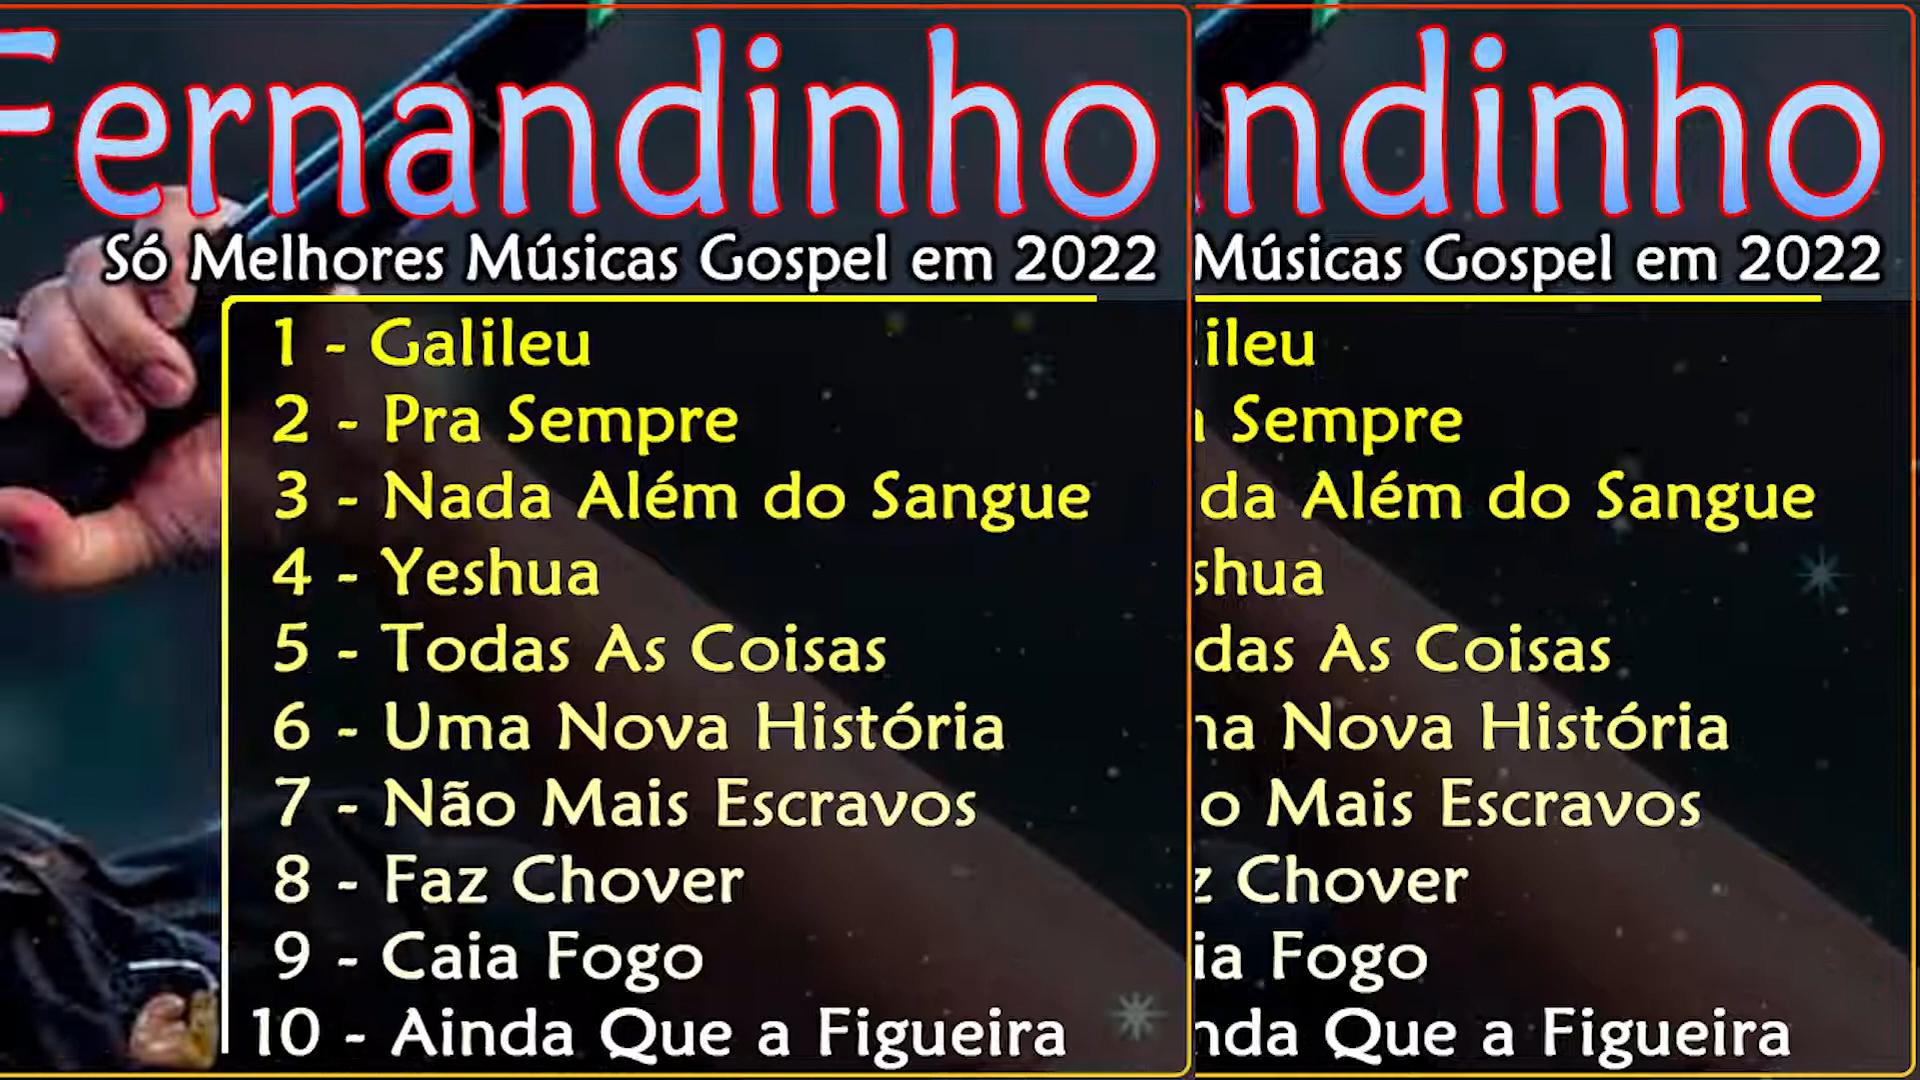 Fernandinho
Só Melhores Músicas Gospel em 2022
1 - Galileu
2 - Pra Sempre
3 - Nada Além do Sangue
4 - Yeshua
5 - Todas As Coisas
6 - Uma Nova História
7 - Não Mais Escravos
8 - Faz Chover
9 - Caia Fogo
10 - Ainda Que a Figueira
ndinho
Músicas Gospel em 2022
ileu
Sempre
da Além do Sangue
shua
das As Coisas
na Nova História
o Mais Escravos
z Chover
ia Fogo
nda Que a Figueira